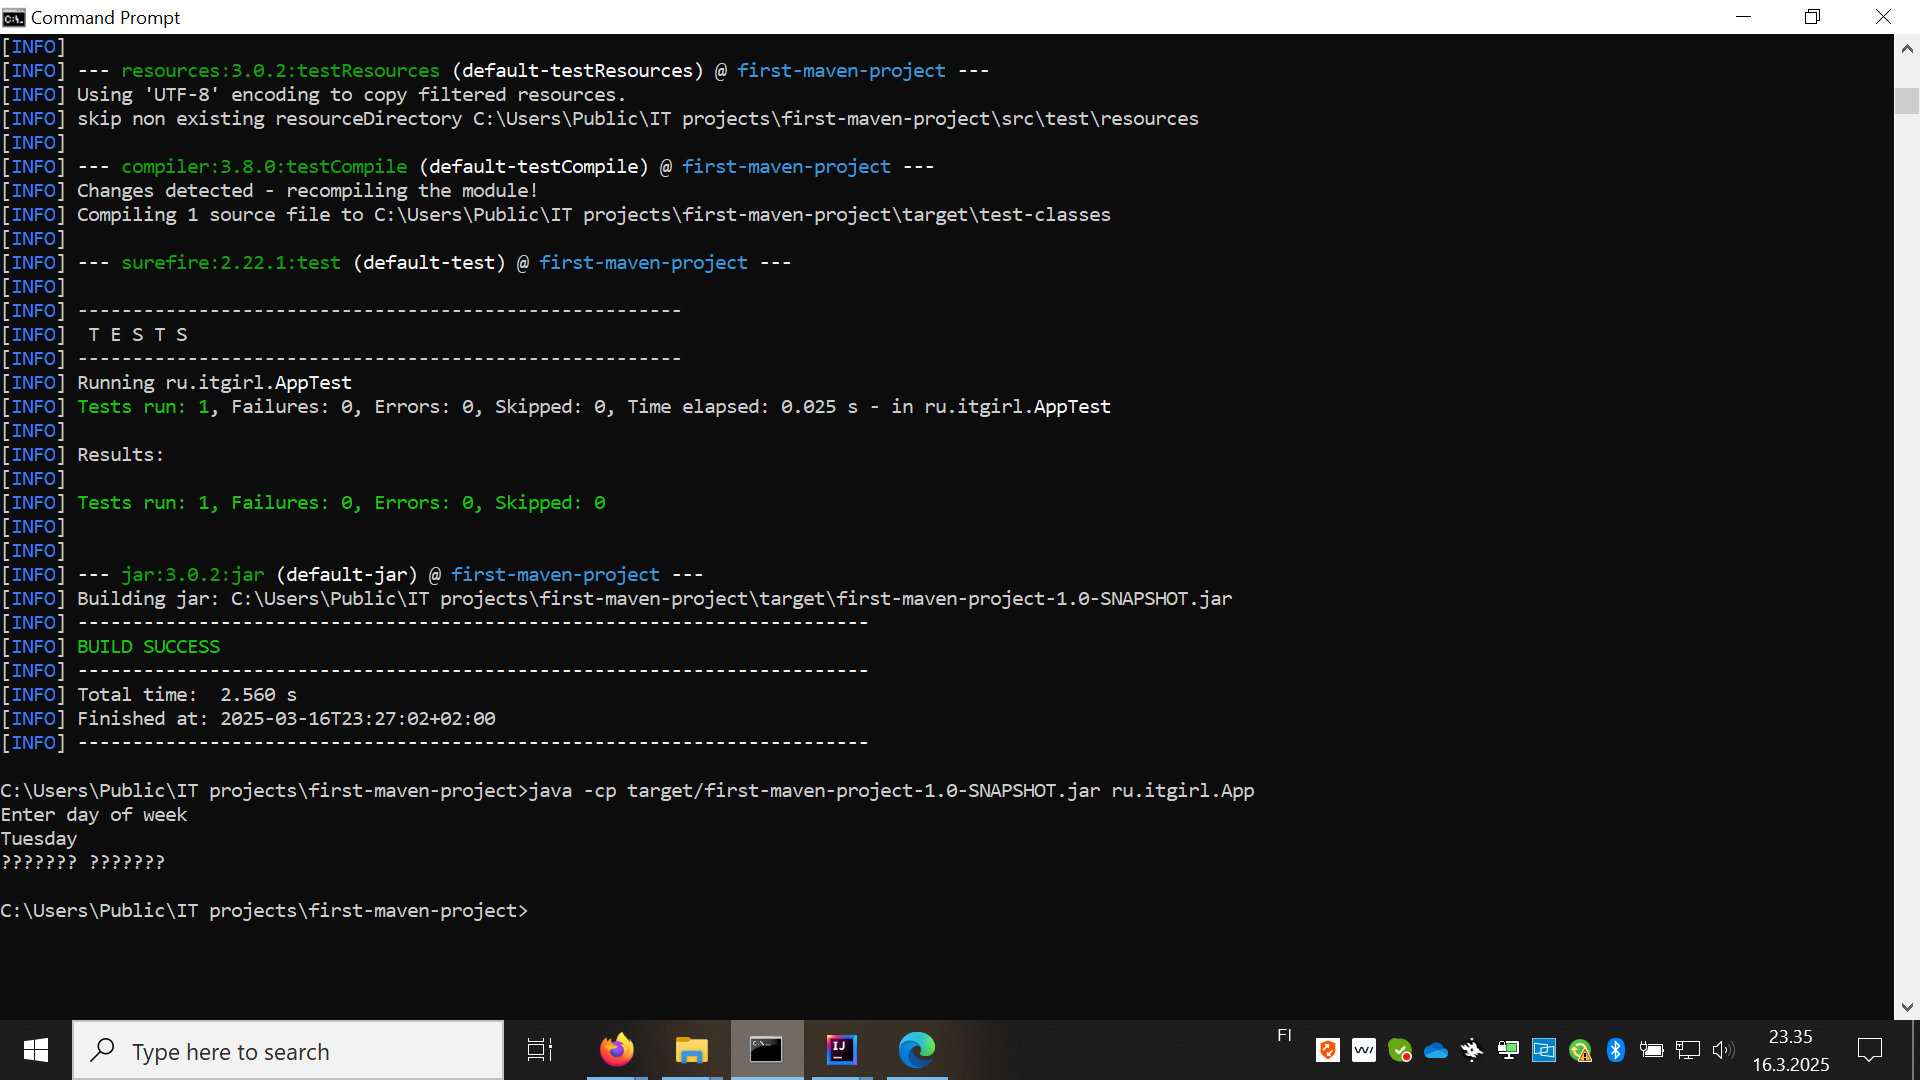 Command Prompt
[INFO]
[INFO] --- resources:3.0.2:testResources (default-testResources) @ first-maven-project ---
[INFO] Using 'UTF-8' encoding to copy filtered resources.
[INFO] skip non existing resourceDirectory C:\Users\Public\IT projects\first-maven-project\src\test\resources
[INFO]
[INFO] --- compiler:3.8.0:testCompile (default-testCompile) @ first-maven-project ---
[INFO] Changes detected - recompiling the module!
[INFO] Compiling 1 source file to C:\Users\Public\IT projects\first-maven-project\target\test-classes
[INFO]
[INFO] --- surefire:2.22.1:test (default-test) @ first-maven-project ---
[INFO]
[INFO] -------------------------------------------------------
[INFO]  T E S T S
[INFO] -------------------------------------------------------
[INFO] Running ru.itgirl.AppTest
[INFO] Tests run: 1, Failures: 0, Errors: 0, Skipped: 0, Time elapsed: 0.025 s - in ru.itgirl.AppTest
[INFO]
[INFO] Results:
[INFO]
[INFO] Tests run: 1, Failures: 0, Errors: 0, Skipped: 0
[INFO]
[INFO]
[INFO] --- jar:3.0.2:jar (default-jar) @ first-maven-project ---
[INFO] Building jar: C:\Users\Public\IT projects\first-maven-project\target\first-maven-project-1.0-SNAPSHOT.jar
[INFO] ------------------------------------------------------------------------
[INFO] BUILD SUCCESS
[INFO] ------------------------------------------------------------------------
[INFO] Total time:  2.560 s
[INFO] Finished at: 2025-03-16T23:27:02+02:00
[INFO] ------------------------------------------------------------------------
C:\Users\Public\IT projects\first-maven-project>java -cp target/first-maven-project-1.0-SNAPSHOT.jar ru.itgirl.App
Enter day of week
Tuesday
??????? ???????
C:\Users\Public\IT projects\first-maven-project>
Type here to search
FI
23.35
16.3.2025